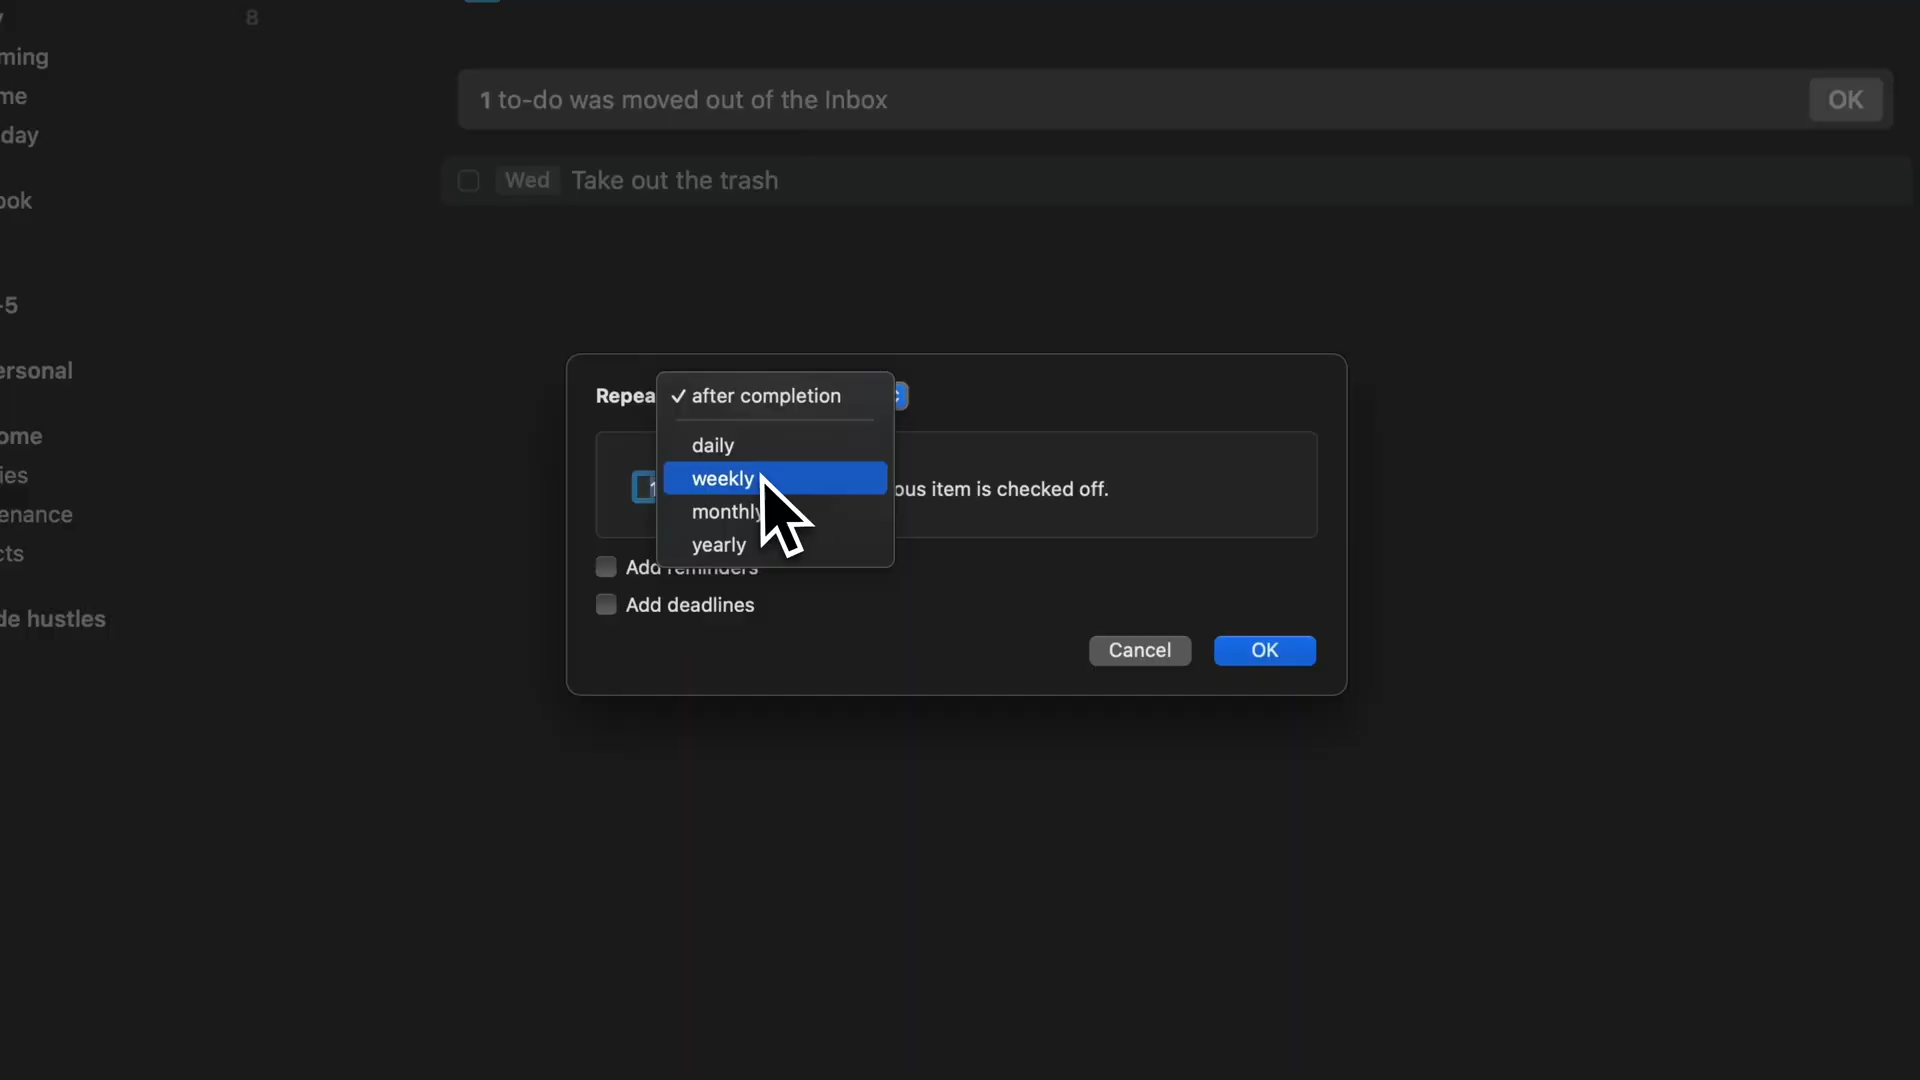 8
ming
me
day
ook
-5
ersonal
ome
ies
enance
cts
de hustles
1 to-do was moved out of the Inbox
OK
Wed Take out the trash
Repea
✓ after completion
daily
weekly
monthly
yearly
ous item is checked off.
Add reminders
Add deadlines
Cancel
OK